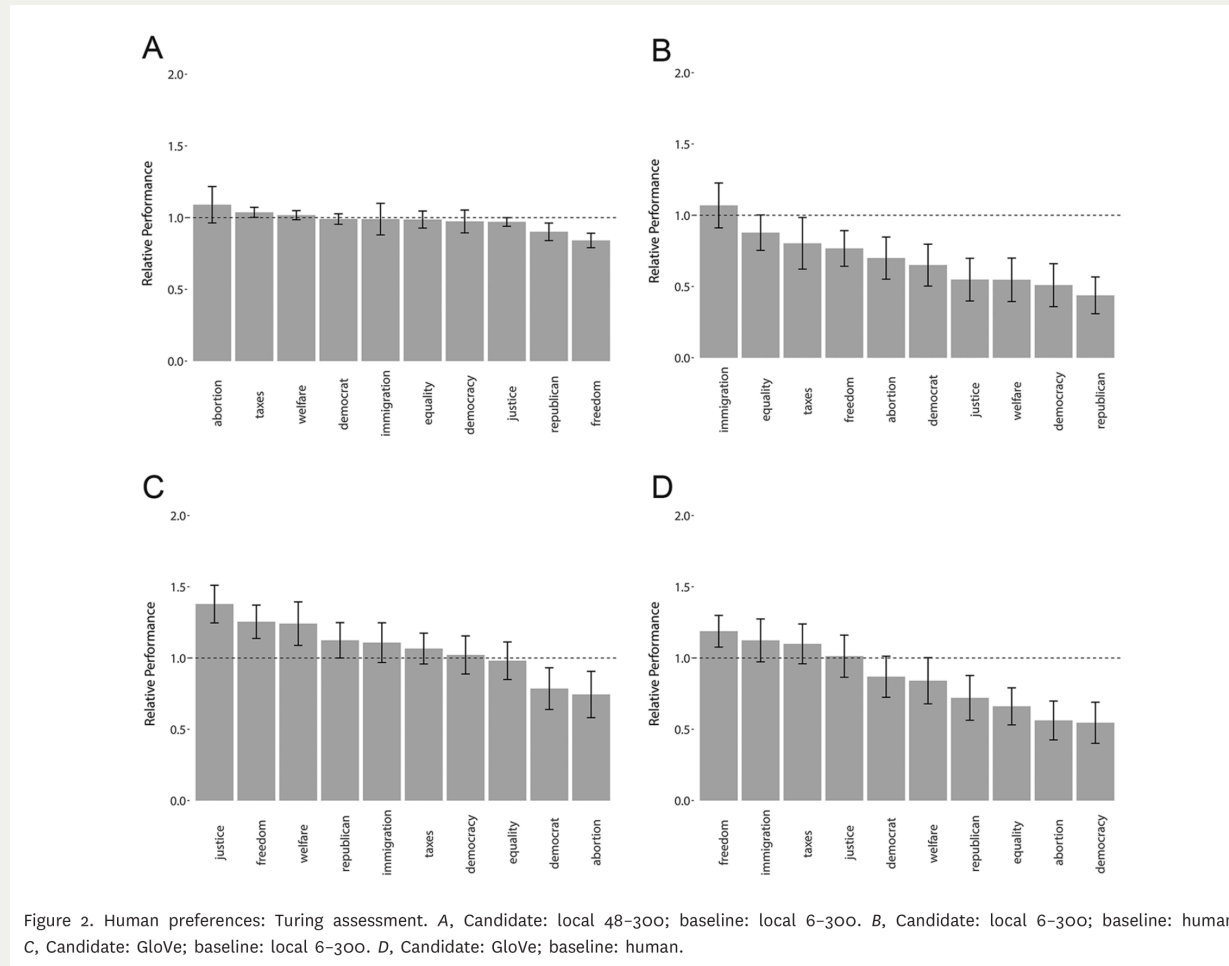 A
2.0
1.5
1.0
0.5
0.0
Relative Performance
abortion
taxes
welfare
democrat
immigration
equality
democracy
justice
republican
freedom
B
2.0
1.5
1.0
0.5
0.0
Relative Performance
immigration
equality
taxes
freedom
abortion
democrat
justice
welfare
democracy
republican
C
2.0
1.5
1.0
0.5
0.0
Relative Performance
justice
freedom
welfare
republican
immigration
taxes
democracy
equality
democrat
abortion
D
2.0
1.5
1.0
0.5
0.0
Relative Performance
freedom
immigration
taxes
justice
democrat
welfare
republican
equality
abortion
democracy
Figure 2. Human preferences: Turing assessment. A, Candidate: local 48–300; baseline: local 6–300. B, Candidate: local 6–300; baseline: human
C, Candidate: GloVe; baseline: local 6–300. D, Candidate: GloVe; baseline: human.